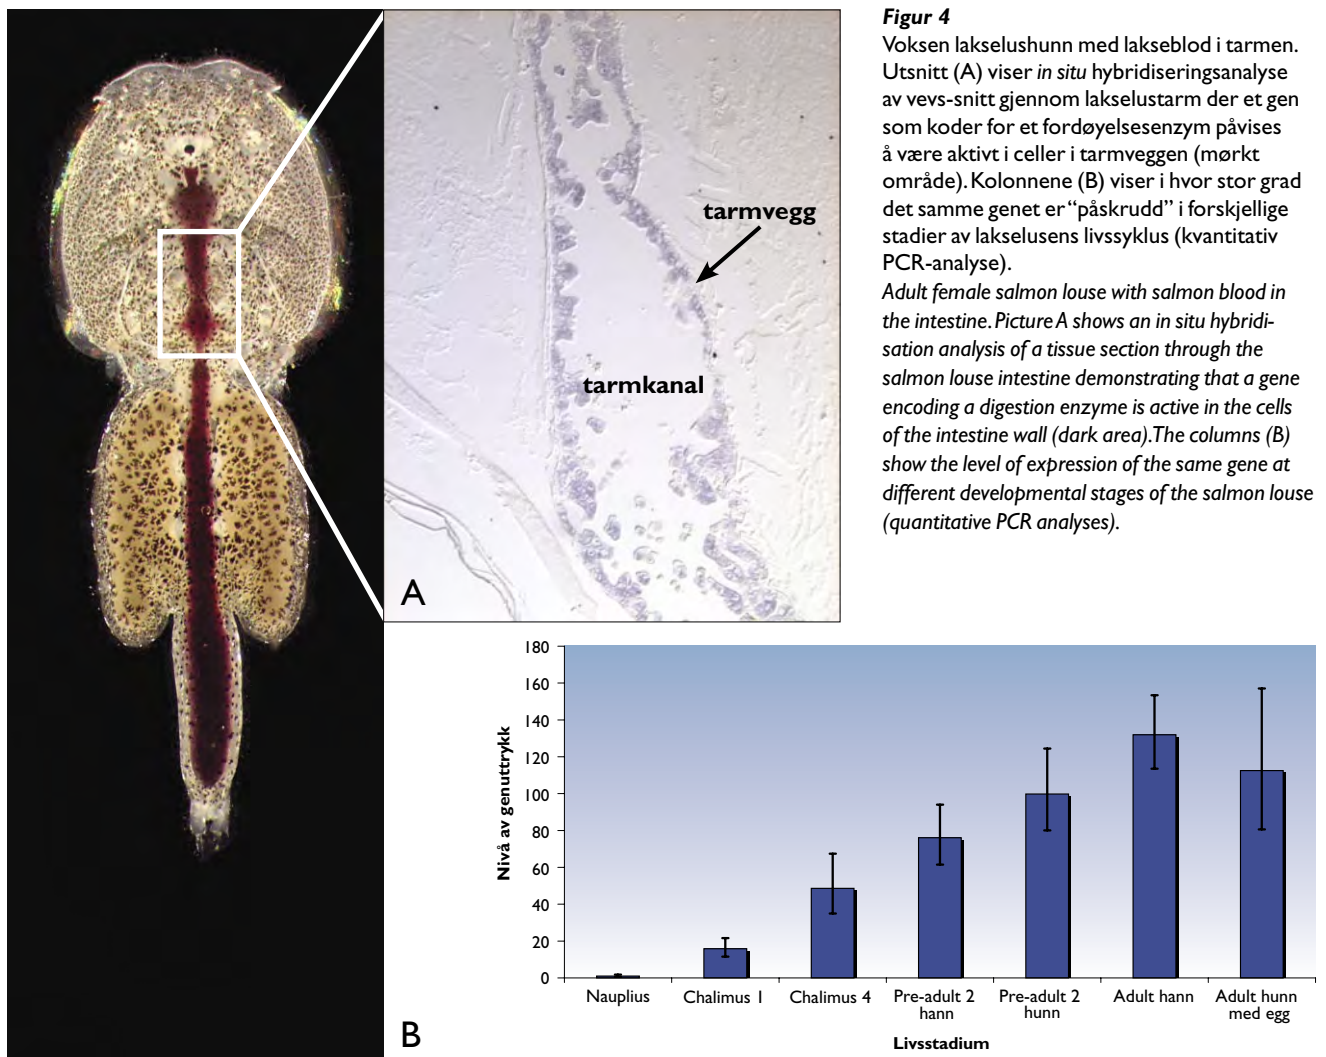 Figur 4
Voksen lakselushunn med lakseblod i tarmen.
Utsnitt (A) viser in situ hybridiseringsanalyse
av vevs-snitt gjennom lakselustarm der et gen
som koder for et fordøyelsesenzym påvises
å være aktivt i celler i tarmveggen (mørkt
område). Kolonnene (B) viser i hvor stor grad
det samme genet er “påskrudd” i forskjellige
stadier av lakselusens livssyklus (kvantitativ
PCR-analyse).
Adult female salmon louse with salmon blood in
the intestine. Picture A shows an in situ hybridi-
sation analysis of a tissue section through the
salmon louse intestine demonstrating that a gene
encoding a digestion enzyme is active in the cells
of the intestine wall (dark area). The columns (B)
show the level of expression of the same gene at
different developmental stages of the salmon louse
(quantitative PCR analyses).
tarmvegg
tarmkanal
A
Nivå av genuttrykk
180
160
140
120
100
80
60
40
20
0
Nauplius
Chalimus 1
Chalimus 4
Pre-adult 2
hann
Pre-adult 2
hunn
Adult hann
Adult hunn
med egg
Livsstadium
B